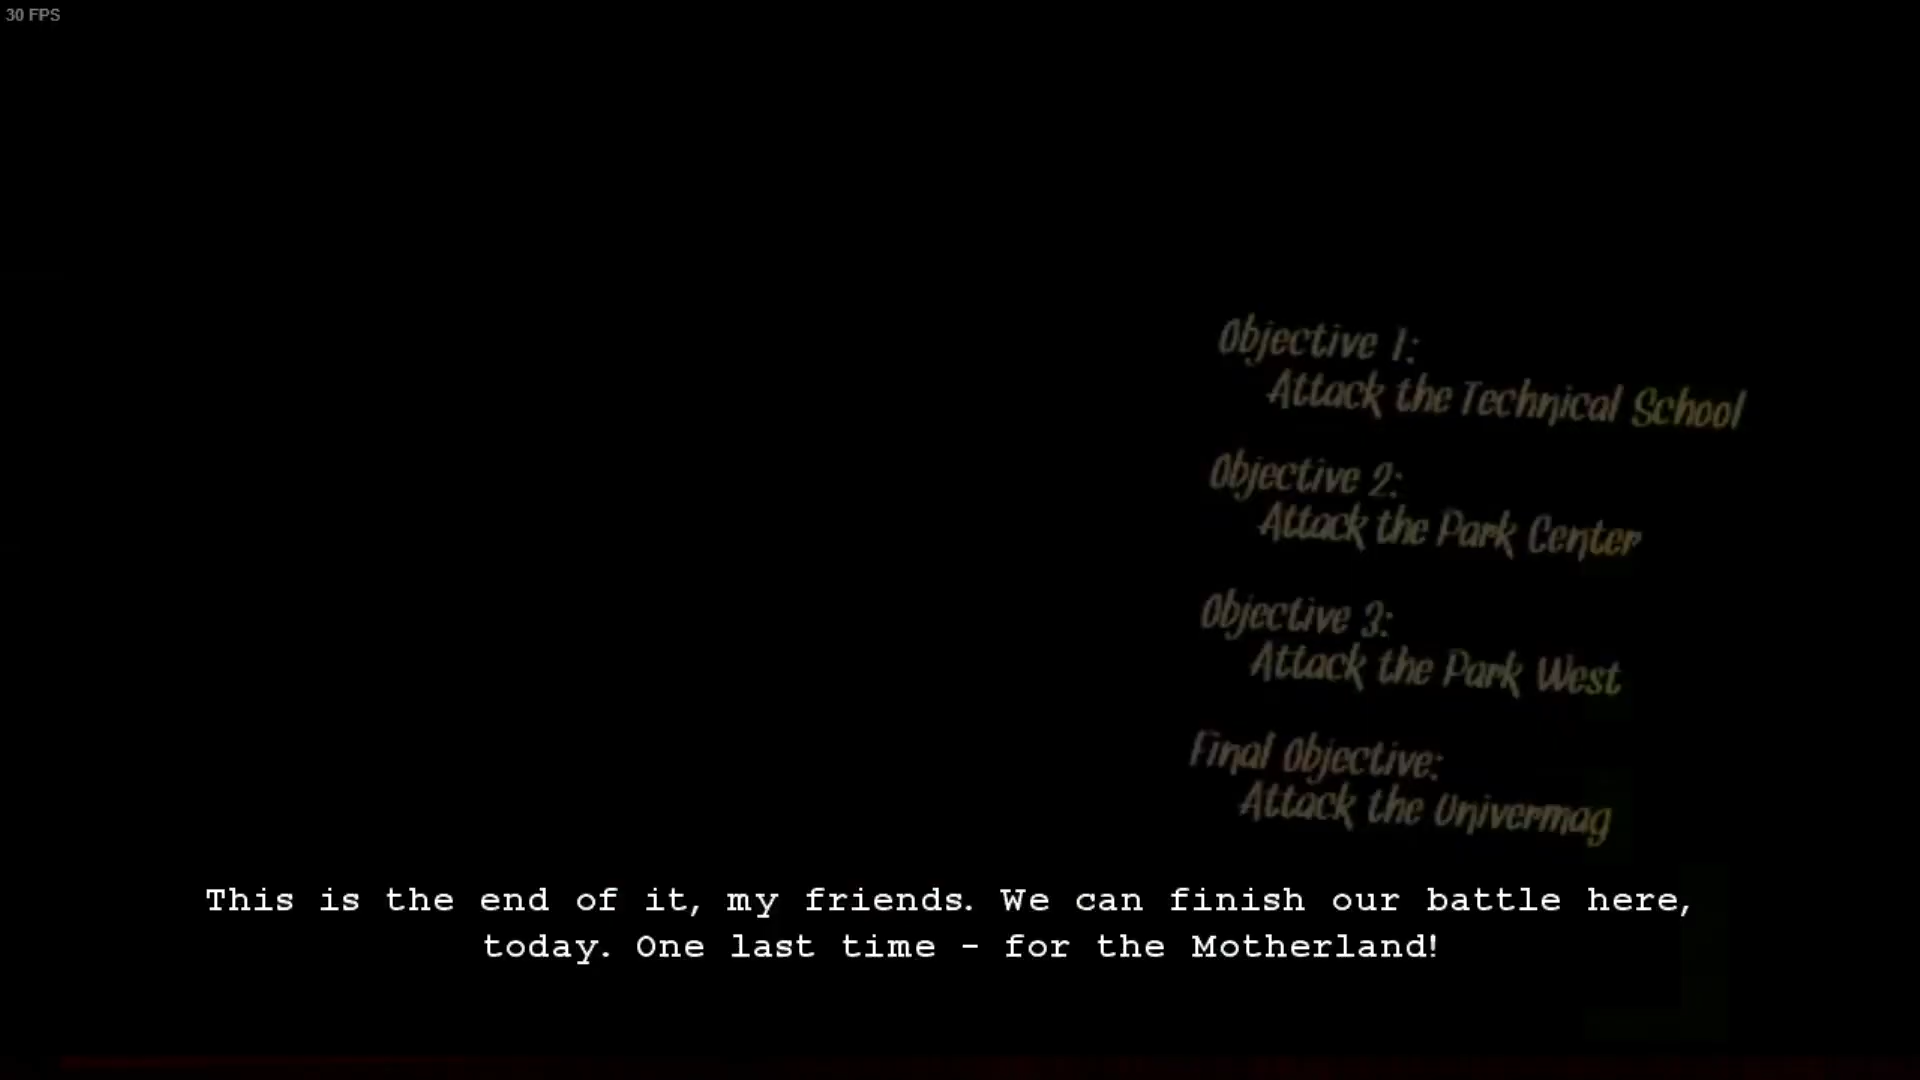 30 FPS
Objective 1:
Attack the Technical School
Objective 2:
Attack the Park Center
Objective 3:
Attack the Park West
Final Objective:
Attack the Univermag
This is the end of it, my friends. We can finish our battle here,
today. One last time - for the Motherland!